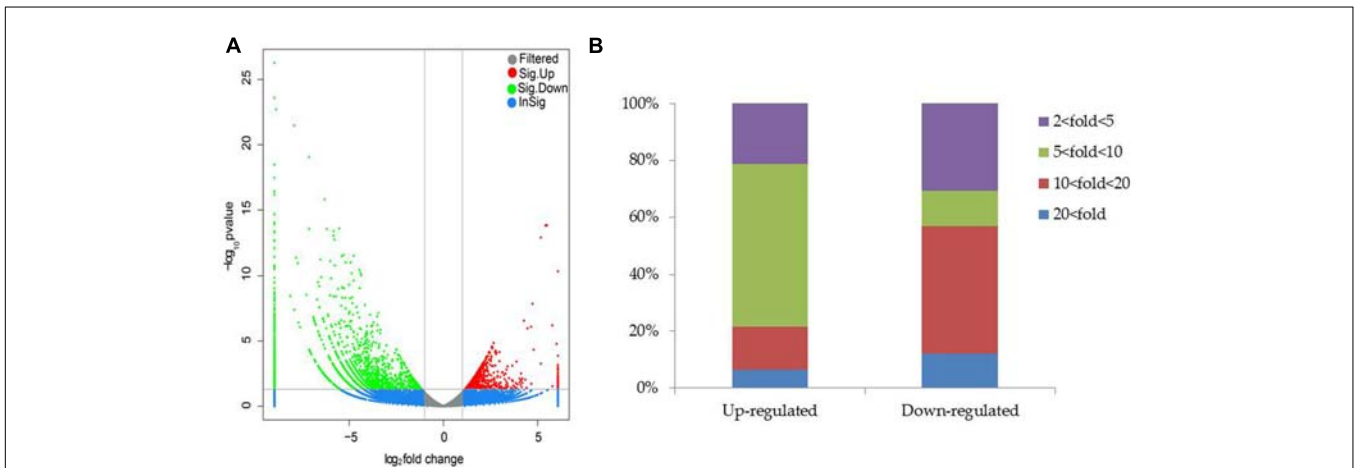 A
Filtered
Sig.Up
Sig.Down
InSig
25
20
15
10
5
0
−log10pvalue
−5
0
5
log2fold change
B
100%
80%
60%
40%
20%
0%
Up-regulated
Down-regulated
2<fold<5
5<fold<10
10<fold<20
20<fold